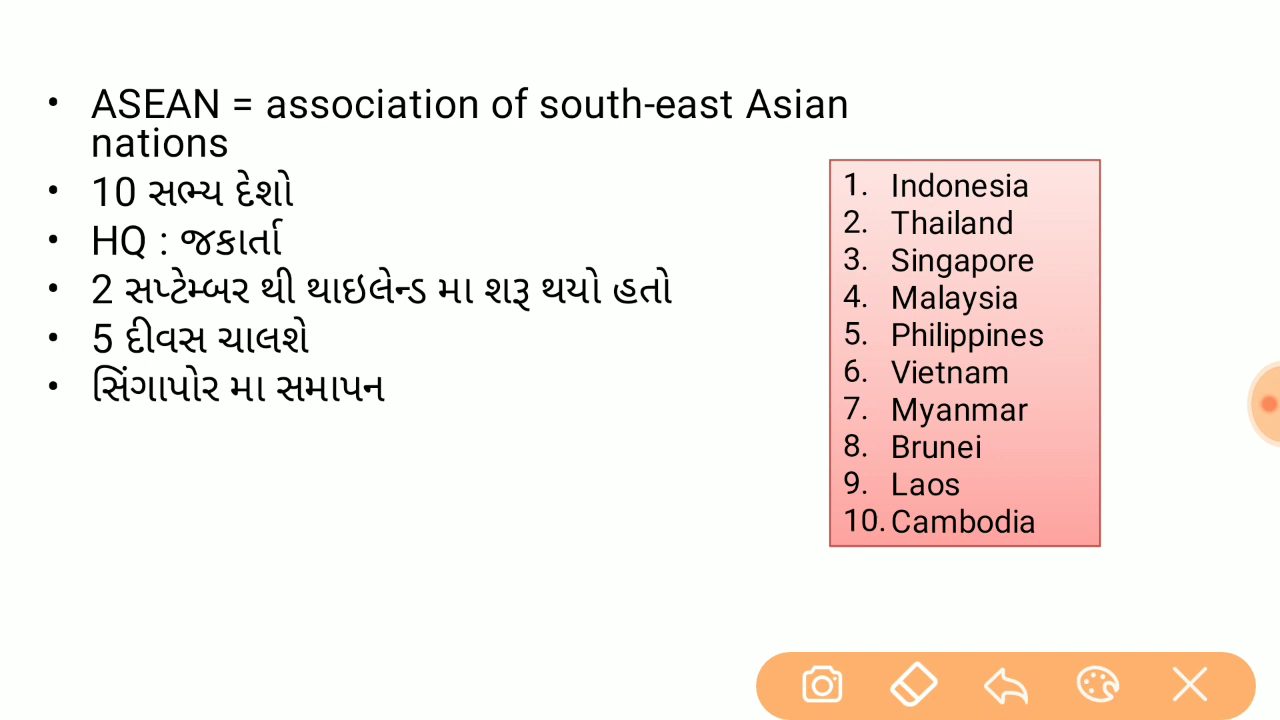 • ASEAN = association of south-east Asian
nations
• 10 સભ્ય દેશો
• HQ : જકાર્તા
• 2 સપ્ટેમ્બર થી થાઇલેન્ડ મા શરૂ થયો હતો
• 5 દીવસ ચાલશે
• સિંગાપોર મા સમાપન
1. Indonesia
2. Thailand
3. Singapore
4. Malaysia
5. Philippines
6. Vietnam
7. Myanmar
8. Brunei
9. Laos
10. Cambodia